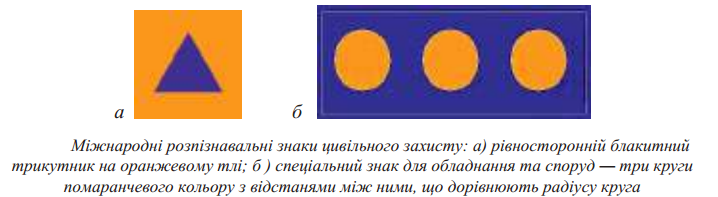 а б
Міжнародні розпізнавальні знаки цивільного захисту: а) рівносторонній блакитний
трикутник на оранжевому тлі; б ) спеціальний знак для обладнання та споруд — три круги
помаранчевого кольору з відстанями між ними, що дорівнюють радіусу круга